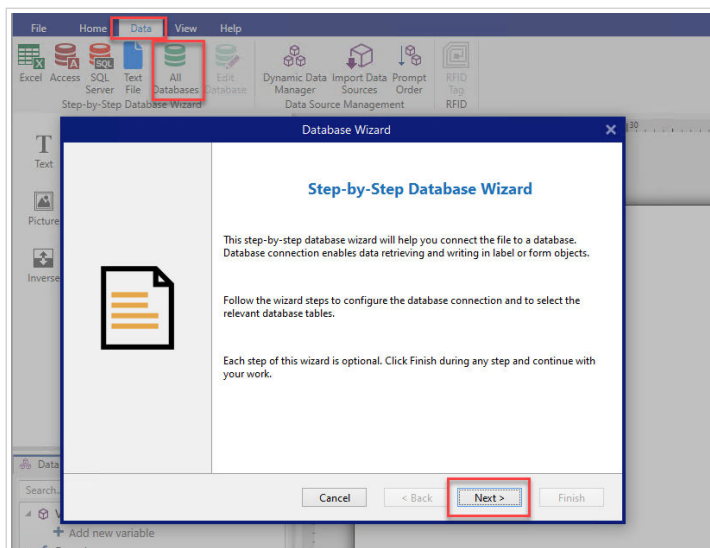 File Home Data View Help
Excel Access SQL Server Text File All Databases Edit Database Dynamic Data Manager Import Data Sources Prompt Order RFID Tag
Step-by-Step Database Wizard Data Source Management RFID
Database Wizard
30
Text
Picture
Inverse
Step-by-Step Database Wizard
This step-by-step database wizard will help you connect the file to a database.
Database connection enables data retrieving and writing in label or form objects.
Follow the wizard steps to configure the database connection and to select the
relevant database tables.
Each step of this wizard is optional. Click Finish during any step and continue with
your work.
Data
Search
Cancel < Back Next > Finish
Add new variable